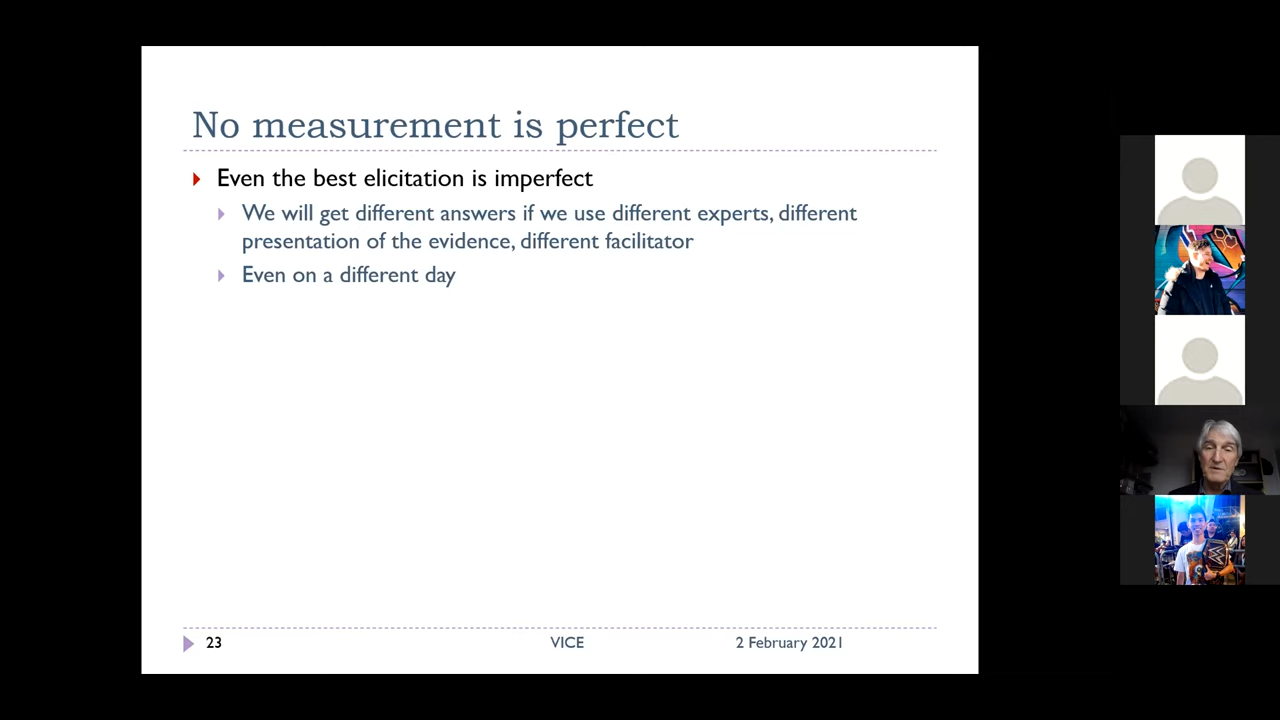 No measurement is perfect
Even the best elicitation is imperfect
We will get different answers if we use different experts, different
presentation of the evidence, different facilitator
Even on a different day
23 VICE 2 February 2021